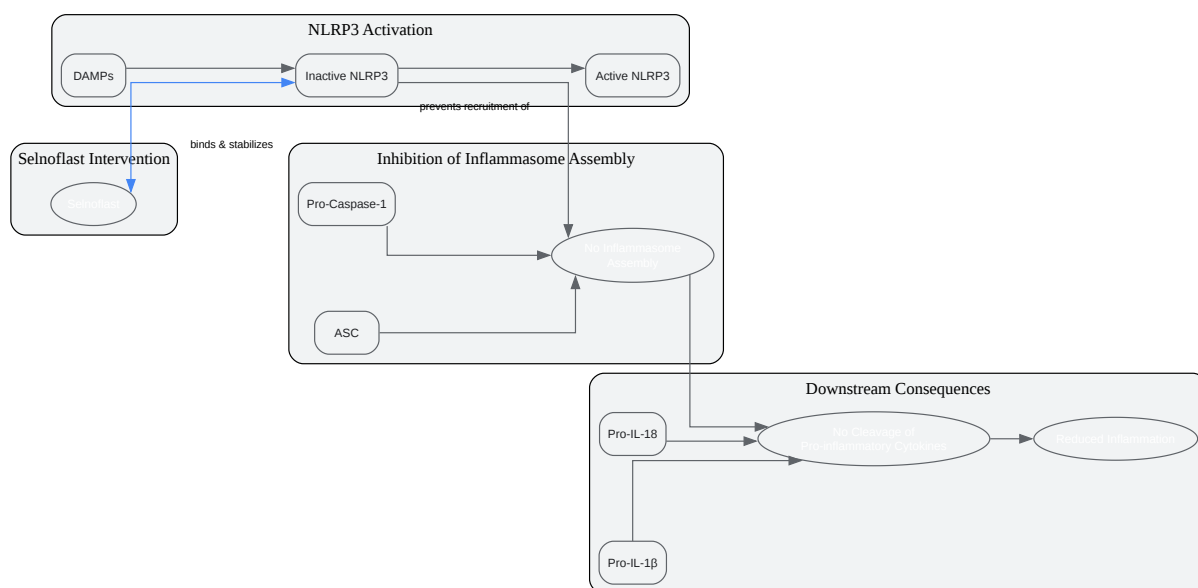 NLRP3 Activation
DAMPs
Inactive NLRP3
Active NLRP3
prevents recruitment of
binds & stabilizes
Selnoflast Intervention
Selnoflast
Inhibition of Inflammasome Assembly
Pro-Caspase-1
No Inflammasome
Assembly
ASC
Downstream Consequences
Pro-IL-18
No Cleavage of
Pro-Inflammatory Cytokines
Reduced Inflammation
Pro-IL-1β